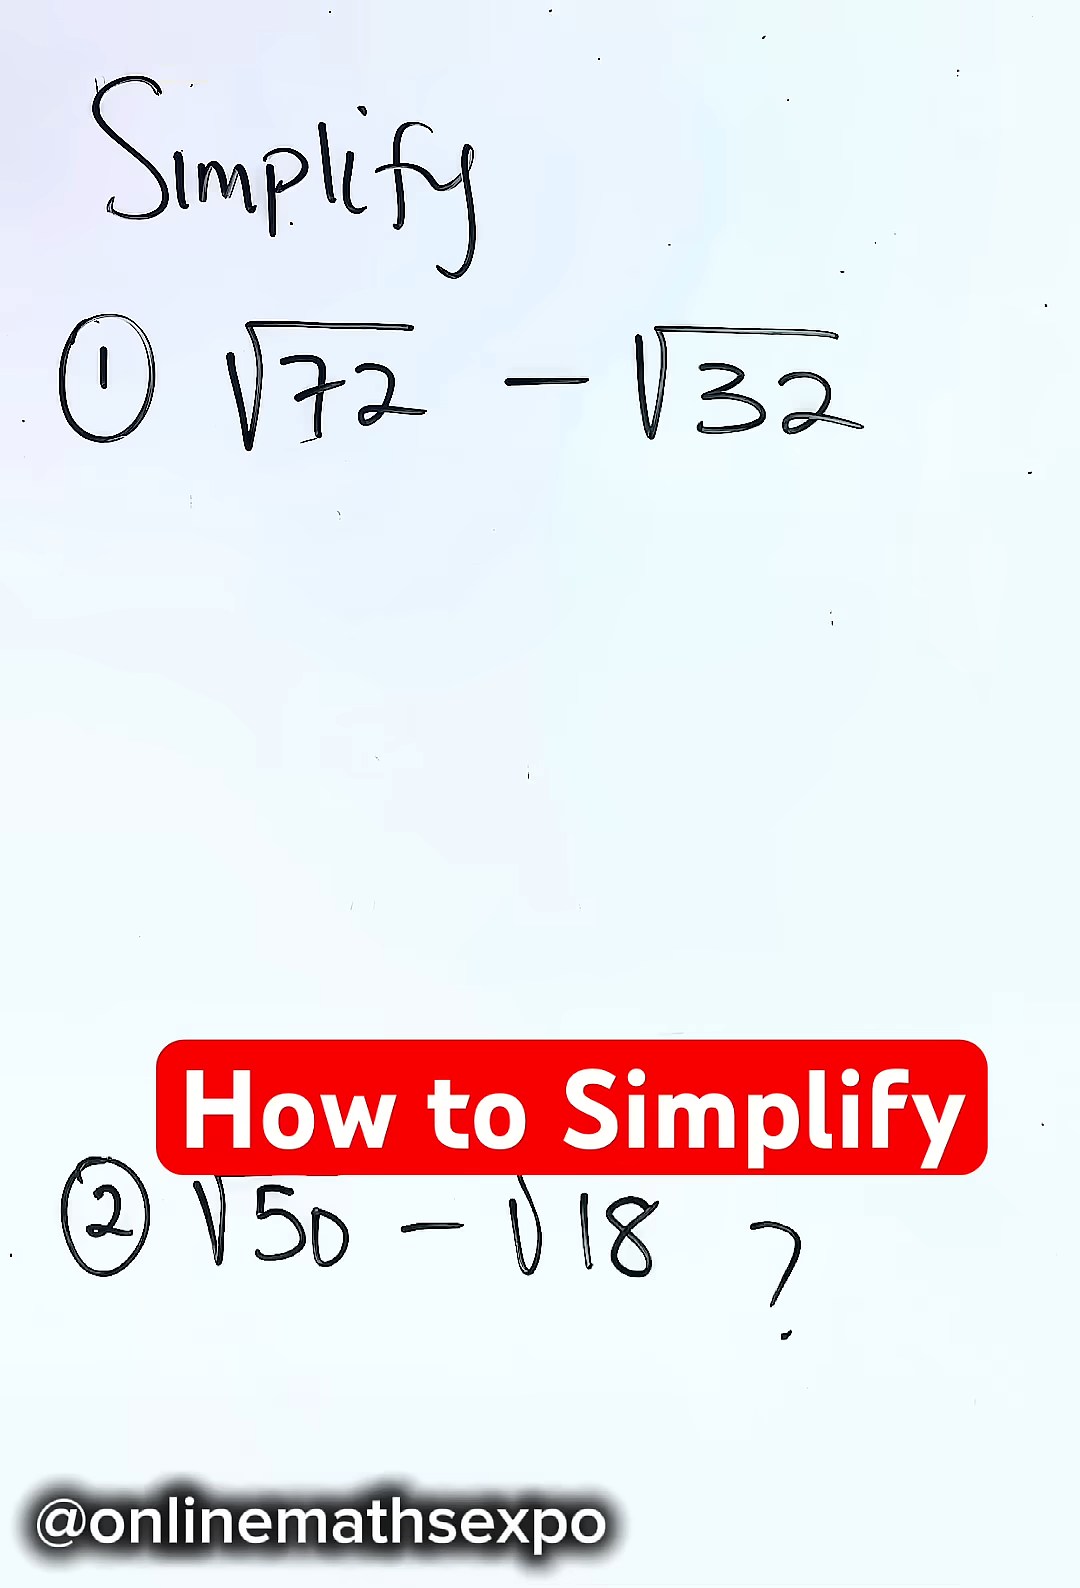 Simplify
① √72 − √32
How to Simplify
② √50 − √18 ?
@onlinemathsexpo